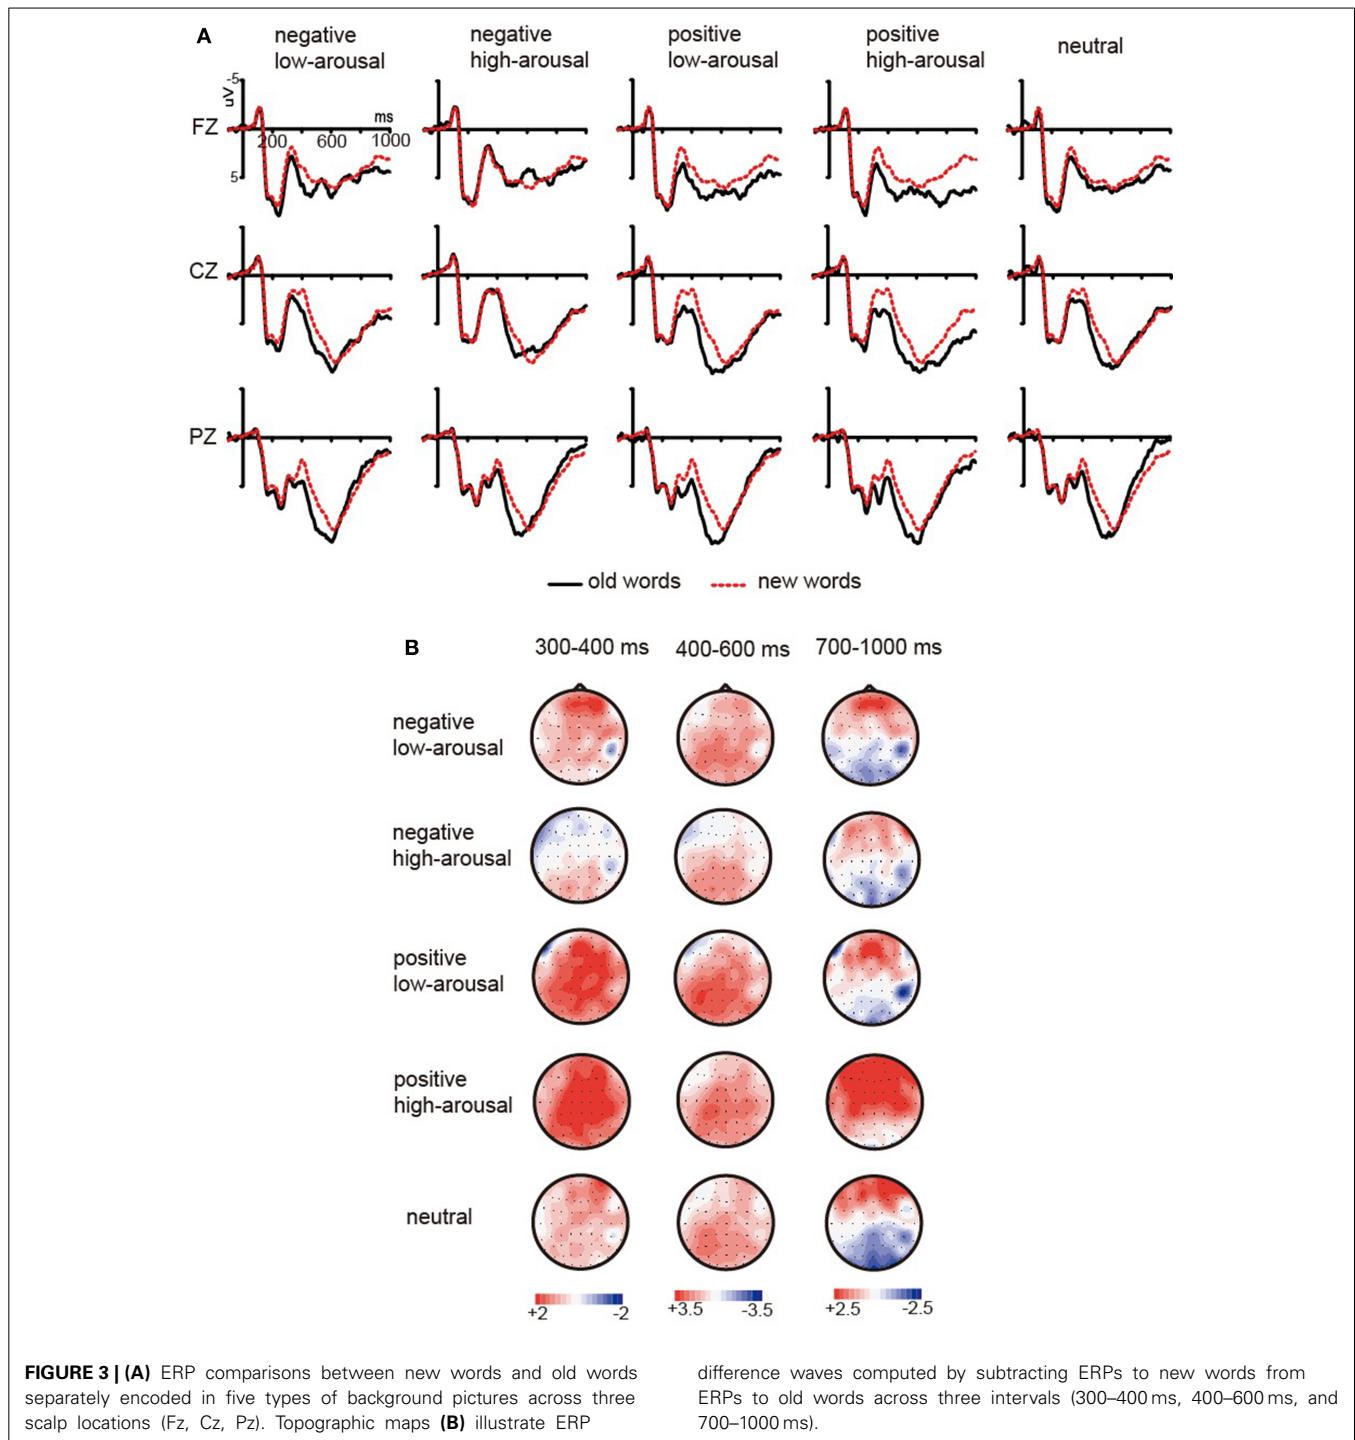 A
negative
low-arousal
negative
high-arousal
positive
low-arousal
positive
high-arousal
neutral
-5
uV
ms
FZ
200
600
1000
5
CZ
PZ
old words
new words
B
300-400 ms
400-600 ms
700-1000 ms
negative
low-arousal
negative
high-arousal
positive
low-arousal
positive
high-arousal
neutral
+2
-2
+3.5
-3.5
+2.5
-2.5
FIGURE 3 | (A) ERP comparisons between new words and old words
separately encoded in five types of background pictures across three
scalp locations (Fz, Cz, Pz). Topographic maps (B) illustrate ERP
difference waves computed by subtracting ERPs to new words from
ERPs to old words across three intervals (300–400 ms, 400–600 ms, and
700–1000 ms).